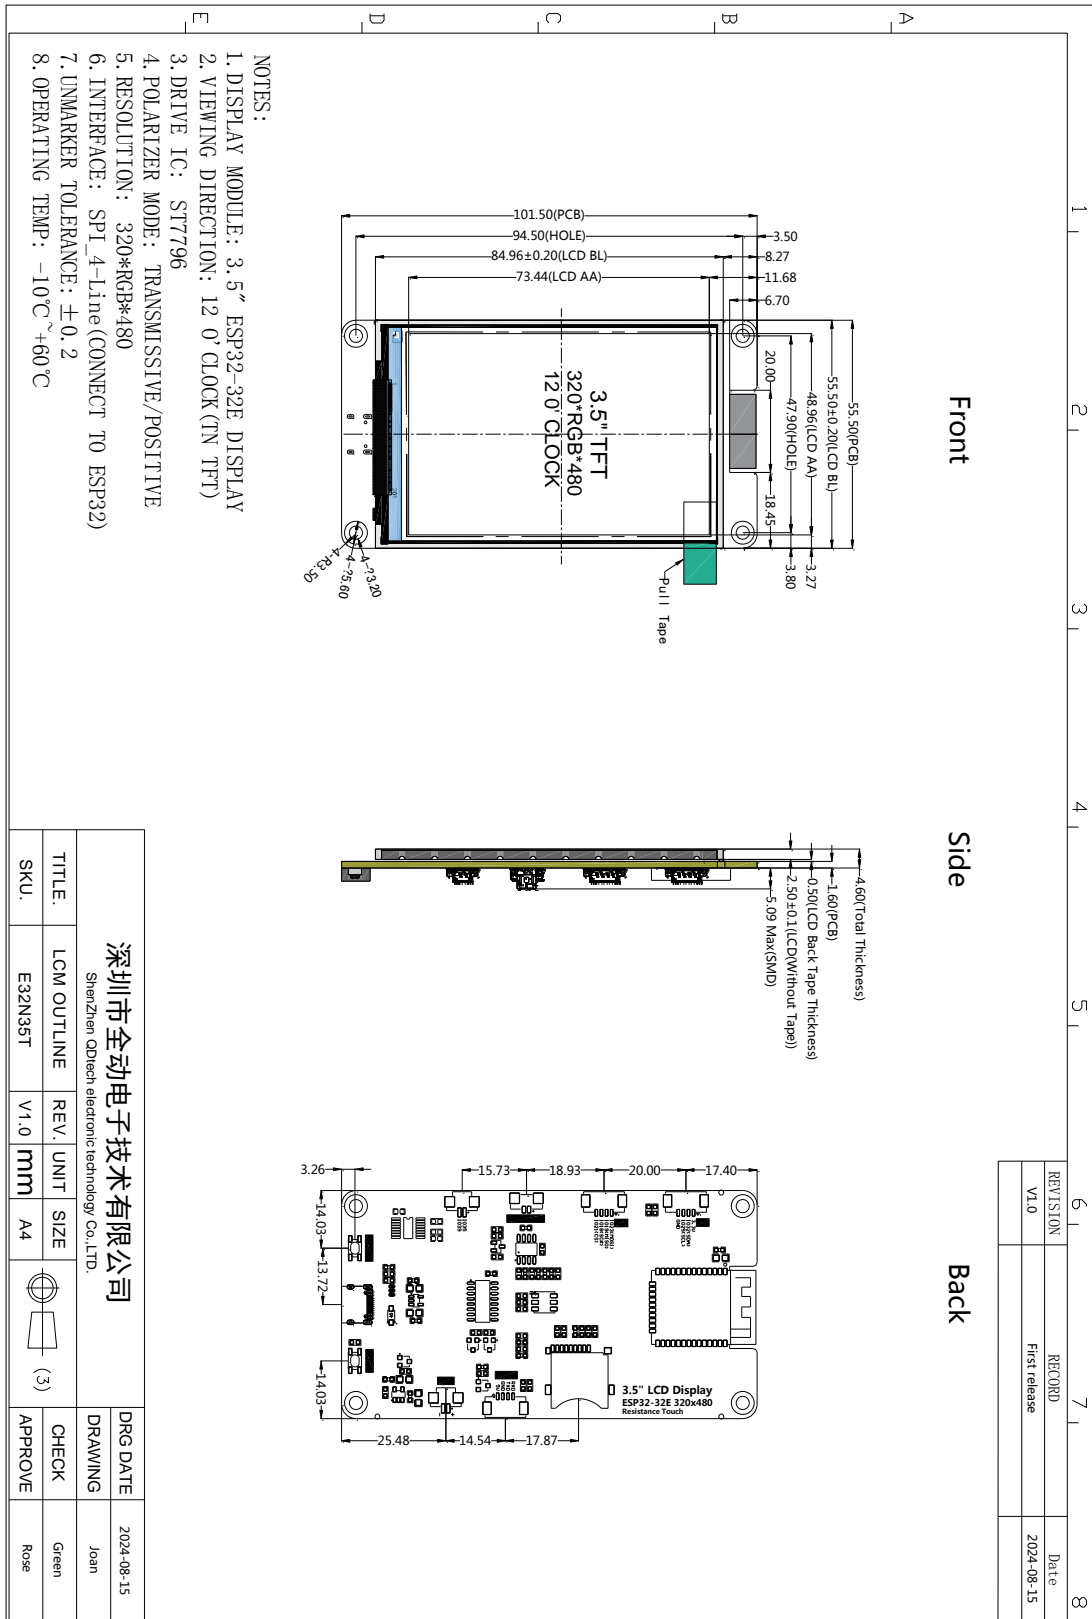 1
2
3
4
5
6
7
8
A
B
C
D
E
REVISION
RECORD
Date
V1.0
First release
2024-08-15
Front
Side
Back
101.50(PCB)
94.50(HOLE)
3.50
84.96±0.20(LCD BL)
8.27
73.44(LCD AA)
11.68
6.70
55.50(PCB)
55.50±0.20(LCD BL)
48.96(LCD AA)
3.27
47.90(HOLE)
3.80
20.00
18.45
3.5" TFT
320*RGB*480
12 0' CLOCK
Pull Tape
4-?3.20
4-?5.60
4-R3.50
4.60(Total Thickness)
1.60(PCB)
0.50(LCD Back Tape Thickness)
2.50±0.1(LCD(Without Tape))
5.09 Max(SMD)
3.26
15.73
18.93
20.00
17.40
14.03
13.72
14.03
25.48
14.54
17.87
3.5" LCD Display
ESP32-32E 320x480
Resistance Touch
NOTES:
1. DISPLAY MODULE: 3.5" ESP32-32E DISPLAY
2. VIEWING DIRECTION: 12 0' CLOCK(TN TFT)
3. DRIVE IC: ST7796
4. POLARIZER MODE: TRANSMISSIVE/POSITIVE
5. RESOLUTION: 320*RGB*480
6. INTERFACE: SPI_4-Line(CONNECT TO ESP32)
7. UNMARKER TOLERANCE: ±0.2
8. OPERATING TEMP: -10℃~+60℃
深圳市全动电子技术有限公司
ShenZhen QDtech electronic technology Co.,LTD.
DRG DATE
2024-08-15
DRAWING
Joan
TITLE.
LCM OUTLINE
REV.
UNIT
SIZE
(3)
CHECK
Green
SKU.
E32N35T
V1.0
mm
A4
APPROVE
Rose